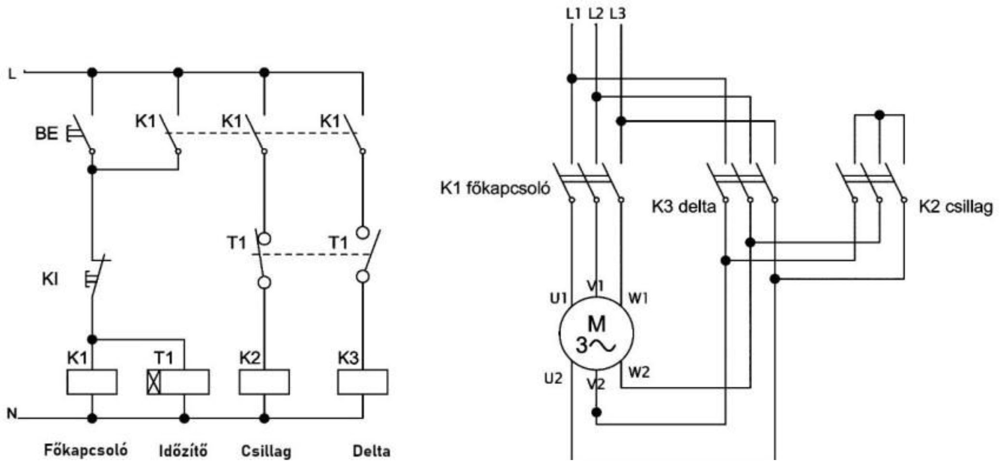 L
BE
K1
K1
K1
T1
T1
KI
K1
T1
K2
K3
N
Főkapcsoló
Időzítő
Csillag
Delta
L1 L2 L3
K1 főkapcsoló
K3 delta
K2 csillag
U1
V1
W1
M
3~
U2
V2
W2